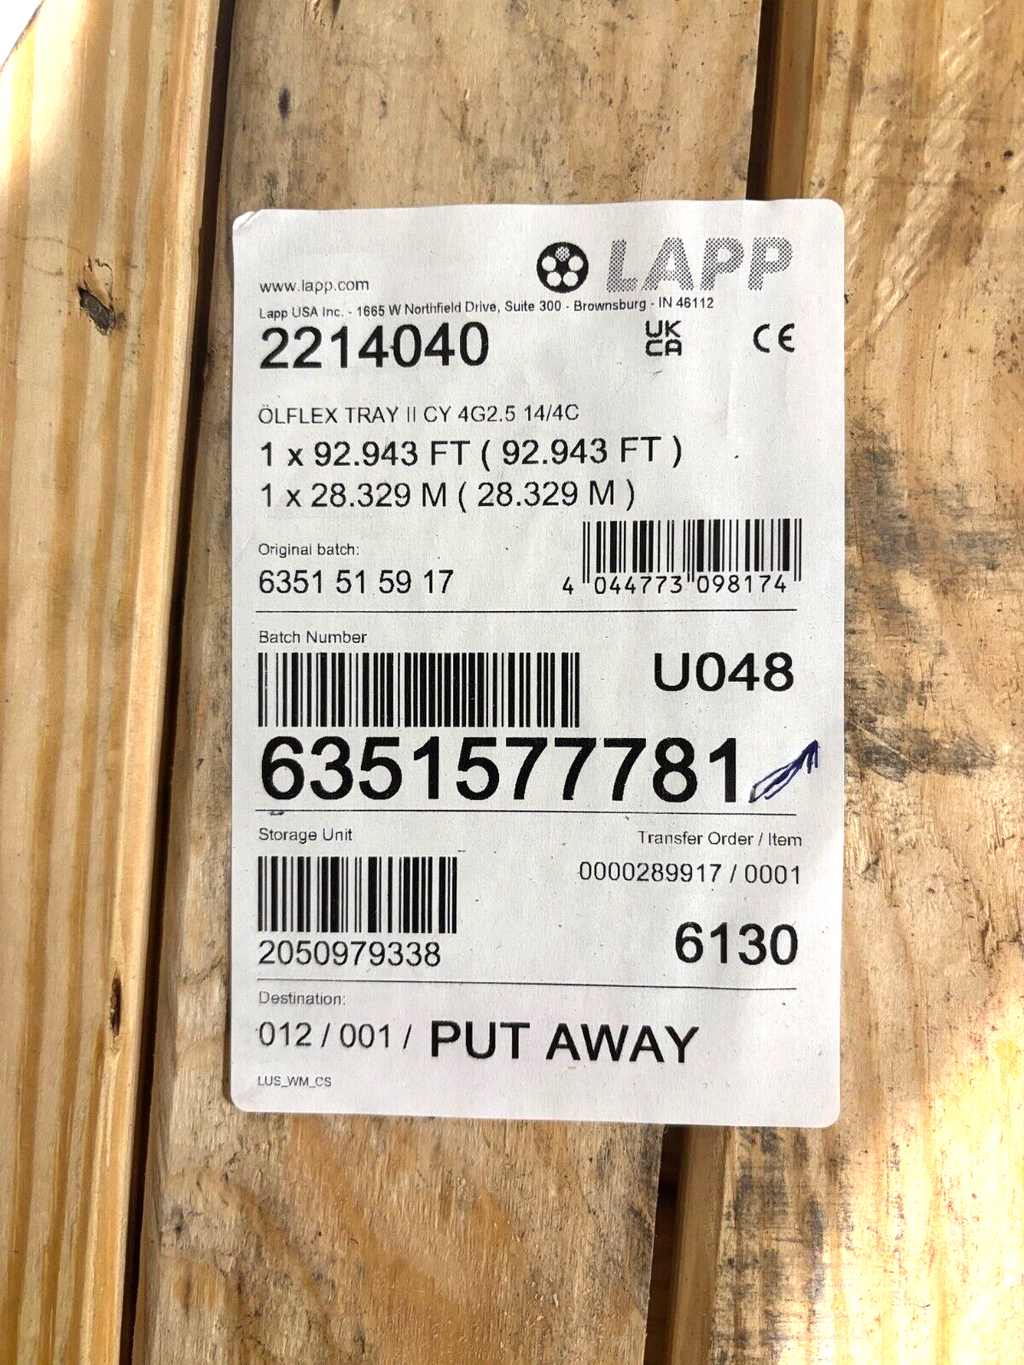 LAPP
www.lapp.com
Lapp USA Inc. - 1665 W Northfield Drive, Suite 300 - Brownsburg - IN 46112
2214040
UK
CA
CE
ÖLFLEX TRAY II CY 4G2.5 14/4C
1 x 92.943 FT ( 92.943 FT )
1 x 28.329 M ( 28.329 M )
Original batch:
6351 51 59 17
4 044773 098174
Batch Number
U048
6351577781
Storage Unit
Transfer Order / Item
0000289917 / 0001
2050979338
6130
Destination:
012 / 001 / PUT AWAY
LUS_WM_CS